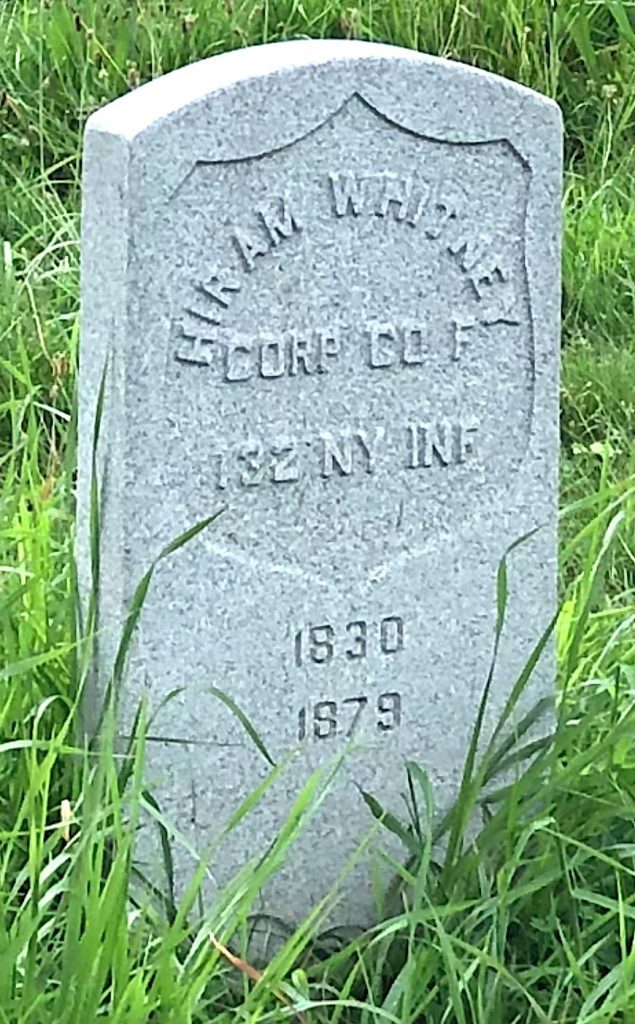 HIRAM WHITNEY
CORP CO F
132 NY INF
1830
1879